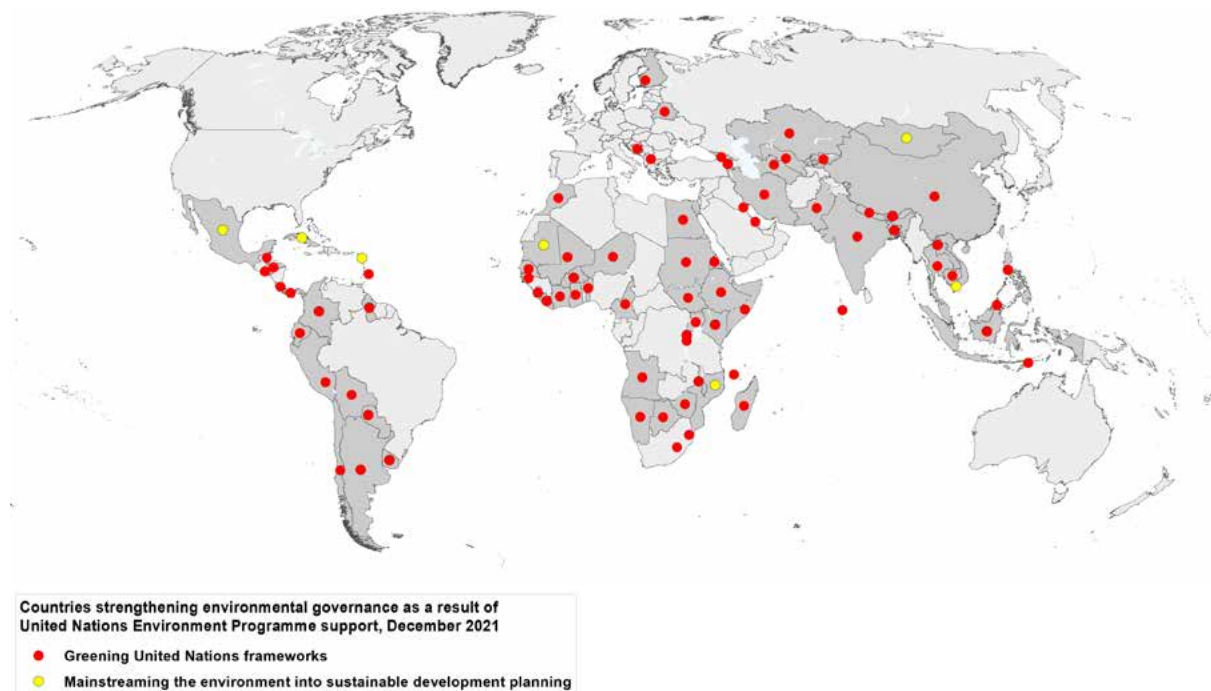 Countries strengthening environmental governance as a result of
United Nations Environment Programme support, December 2021
Greening United Nations frameworks
Mainstreaming the environment into sustainable development planning